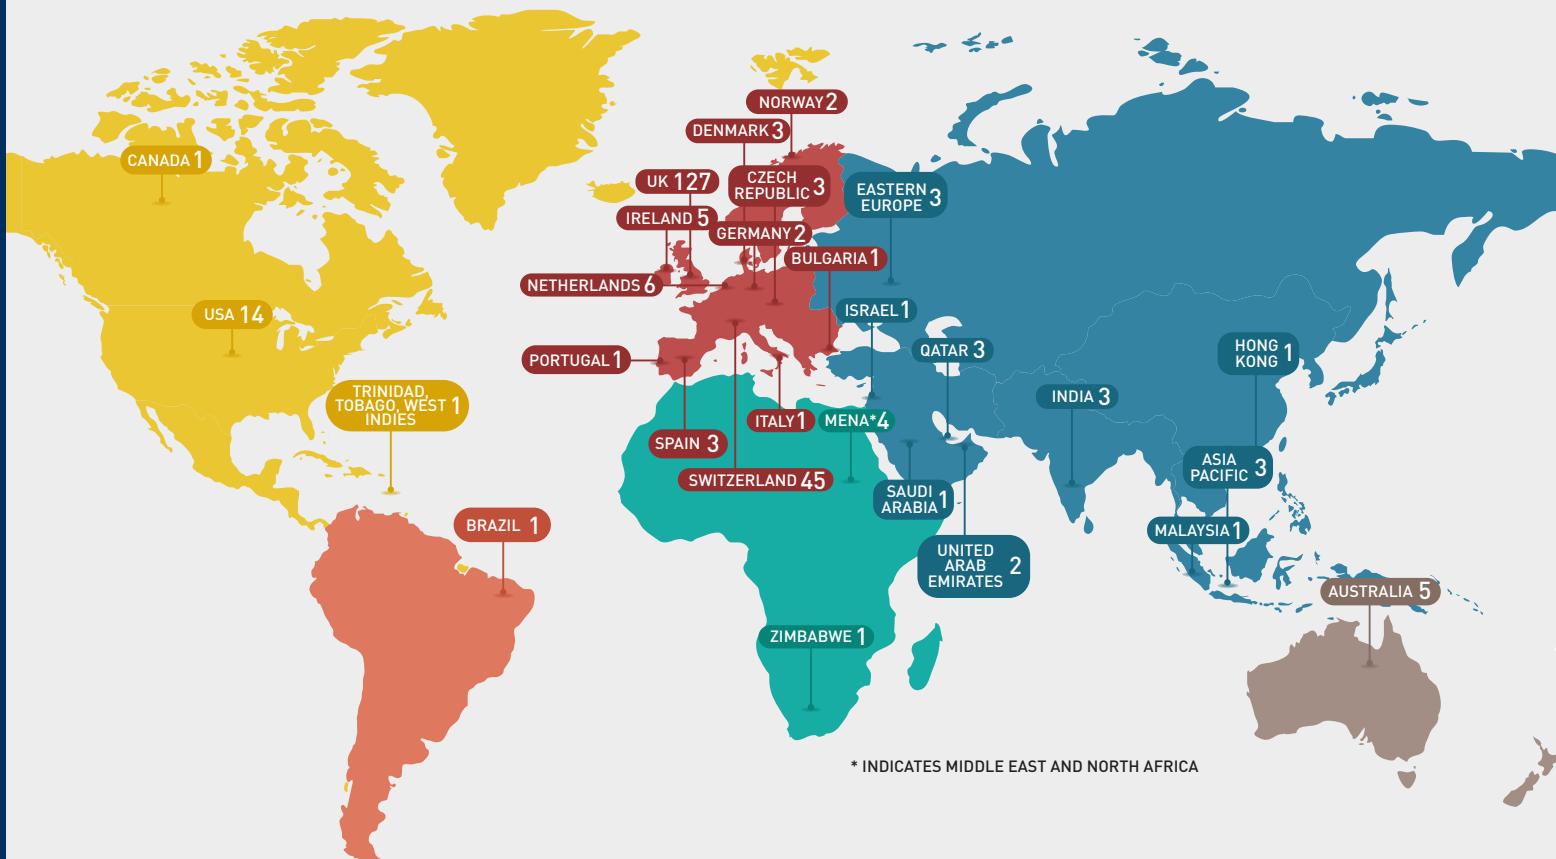 NORWAY 2
DENMARK 3
CANADA 1
UK 127
CZECH
REPUBLIC 3
EASTERN
EUROPE 3
IRELAND 5
GERMANY 2
BULGARIA 1
NETHERLANDS 6
USA 14
ISRAEL 1
QATAR 3
HONG
KONG 1
PORTUGAL 1
TRINIDAD,
TOBAGO, WEST 1
INDIES
INDIA 3
ITALY 1
MENA* 4
SPAIN 3
SWITZERLAND 45
ASIA
PACIFIC 3
SAUDI
ARABIA 1
BRAZIL 1
MALAYSIA 1
UNITED
ARAB 2
EMIRATES
AUSTRALIA 5
ZIMBABWE 1
* INDICATES MIDDLE EAST AND NORTH AFRICA